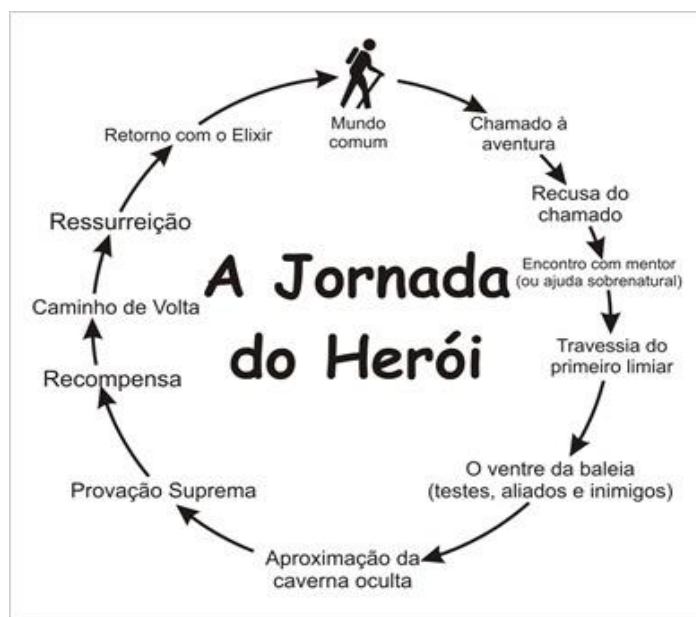 Mundo
comum
Chamado à
aventura
Recusa do
chamado
Encontro com mentor
(ou ajuda sobrenatural)
Travessia do
primeiro limiar
O ventre da baleia
(testes, aliados e inimigos)
Aproximação da
caverna oculta
Provação Suprema
Recompensa
Caminho de Volta
Ressurreição
Retorno com o Elixir
A Jornada
do Herói